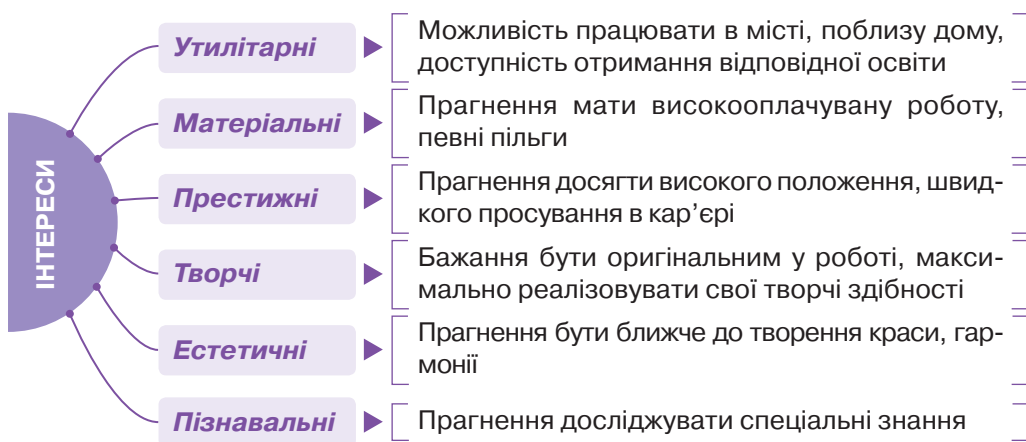 ІНТЕРЕСИ
Утилітарні
Можливість працювати в місті, поблизу дому,
доступність отримання відповідної освіти
Матеріальні
Прагнення мати високооплачувану роботу,
певні пільги
Престижні
Прагнення досягти високого положення, швид-
кого просування в кар’єрі
Творчі
Бажання бути оригінальним у роботі, макси-
мально реалізовувати свої творчі здібності
Естетичні
Прагнення бути ближче до творення краси, гар-
монії
Пізнавальні
Прагнення досліджувати спеціальні знання